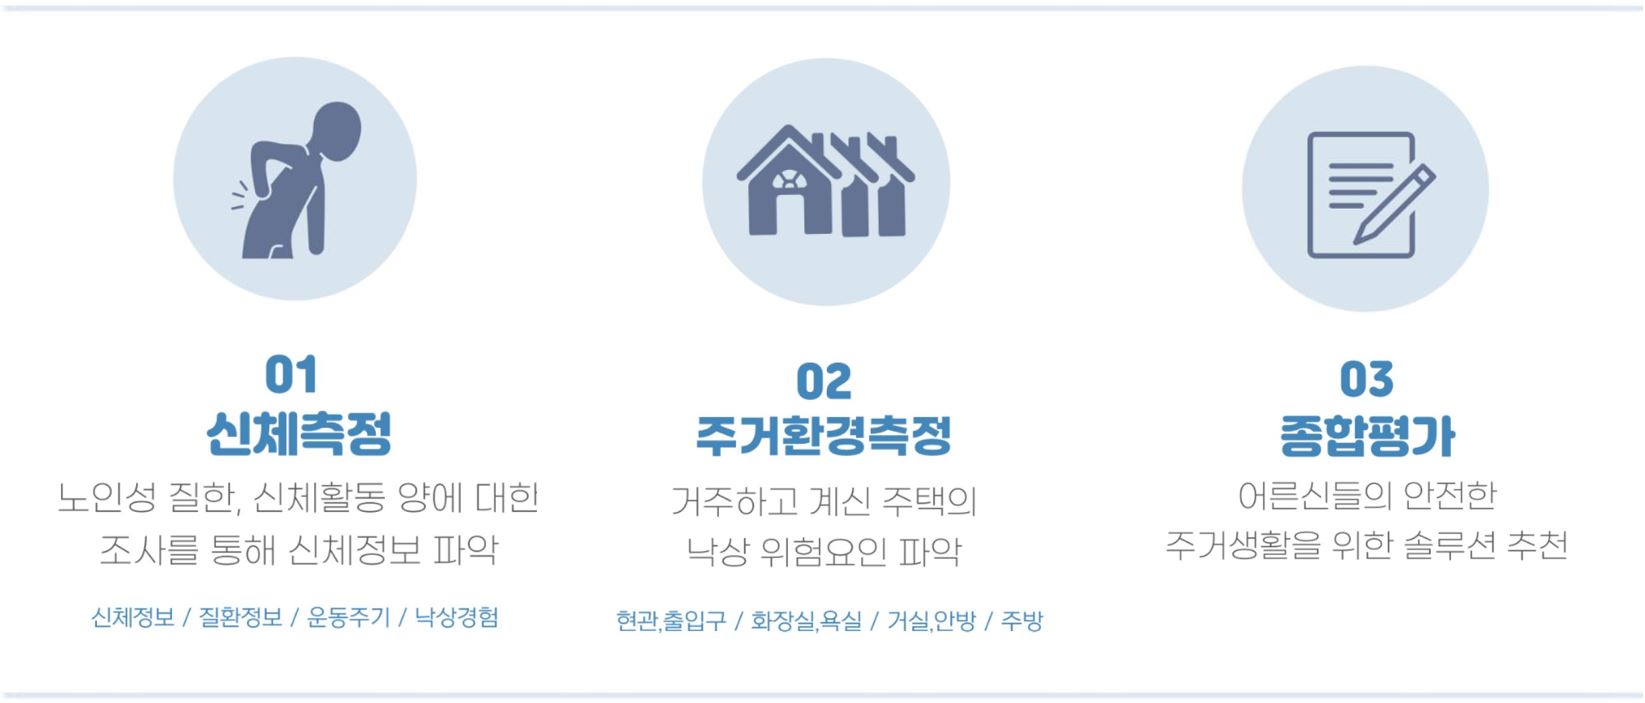 01
신체측정
노인성 질한, 신체활동 양에 대한
조사를 통해 신체정보 파악
신체정보 / 질환정보 / 운동주기 / 낙상경험
02
주거환경측정
거주하고 계신 주택의
낙상 위험요인 파악
현관,출입구 / 화장실,욕실 / 거실,안방 / 주방
03
종합평가
어른신들의 안전한
주거생활을 위한 솔루션 추천